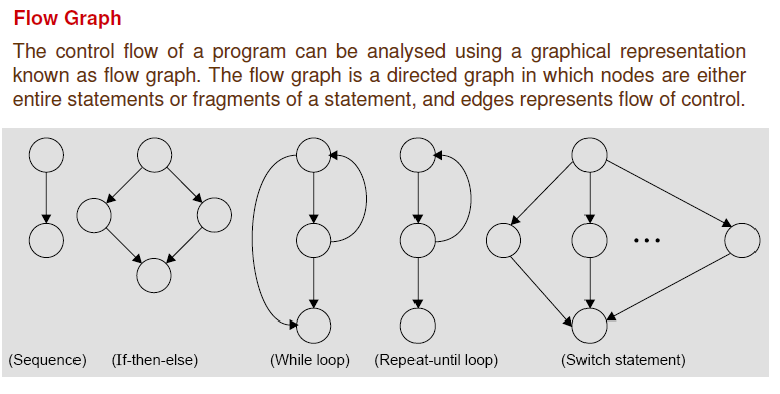 Flow Graph
The control flow of a program can be analysed using a graphical representation
known as flow graph. The flow graph is a directed graph in which nodes are either
entire statements or fragments of a statement, and edges represents flow of control.
(Sequence) (If-then-else) (While loop) (Repeat-until loop) (Switch statement)